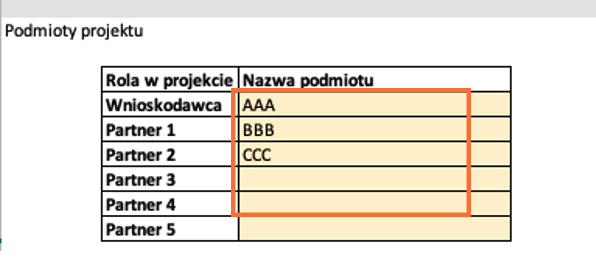 Podmioty projektu
Rola w projekcie Nazwa podmiotu
Wnioskodawca AAA
Partner 1 BBB
Partner 2 CCC
Partner 3
Partner 4
Partner 5